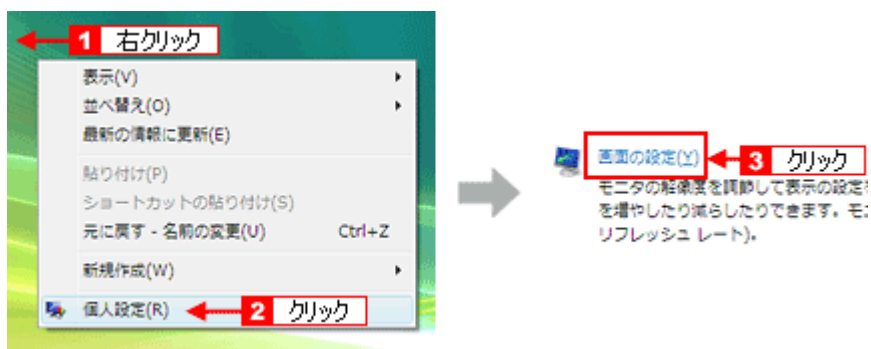 1 右クリック
表示(V)
並べ替え(O)
最新の情報に更新(E)
貼り付け(P)
ショートカットの貼り付け(S)
元に戻す - 名前の変更(U) Ctrl+Z
新規作成(W)
個人設定(R) 2 クリック
画面の設定(Y) 3 クリック
モニタの解像度を調節して表示の設定を
を増やしたり減らしたりできます。モニ
リフレッシュ レート)。